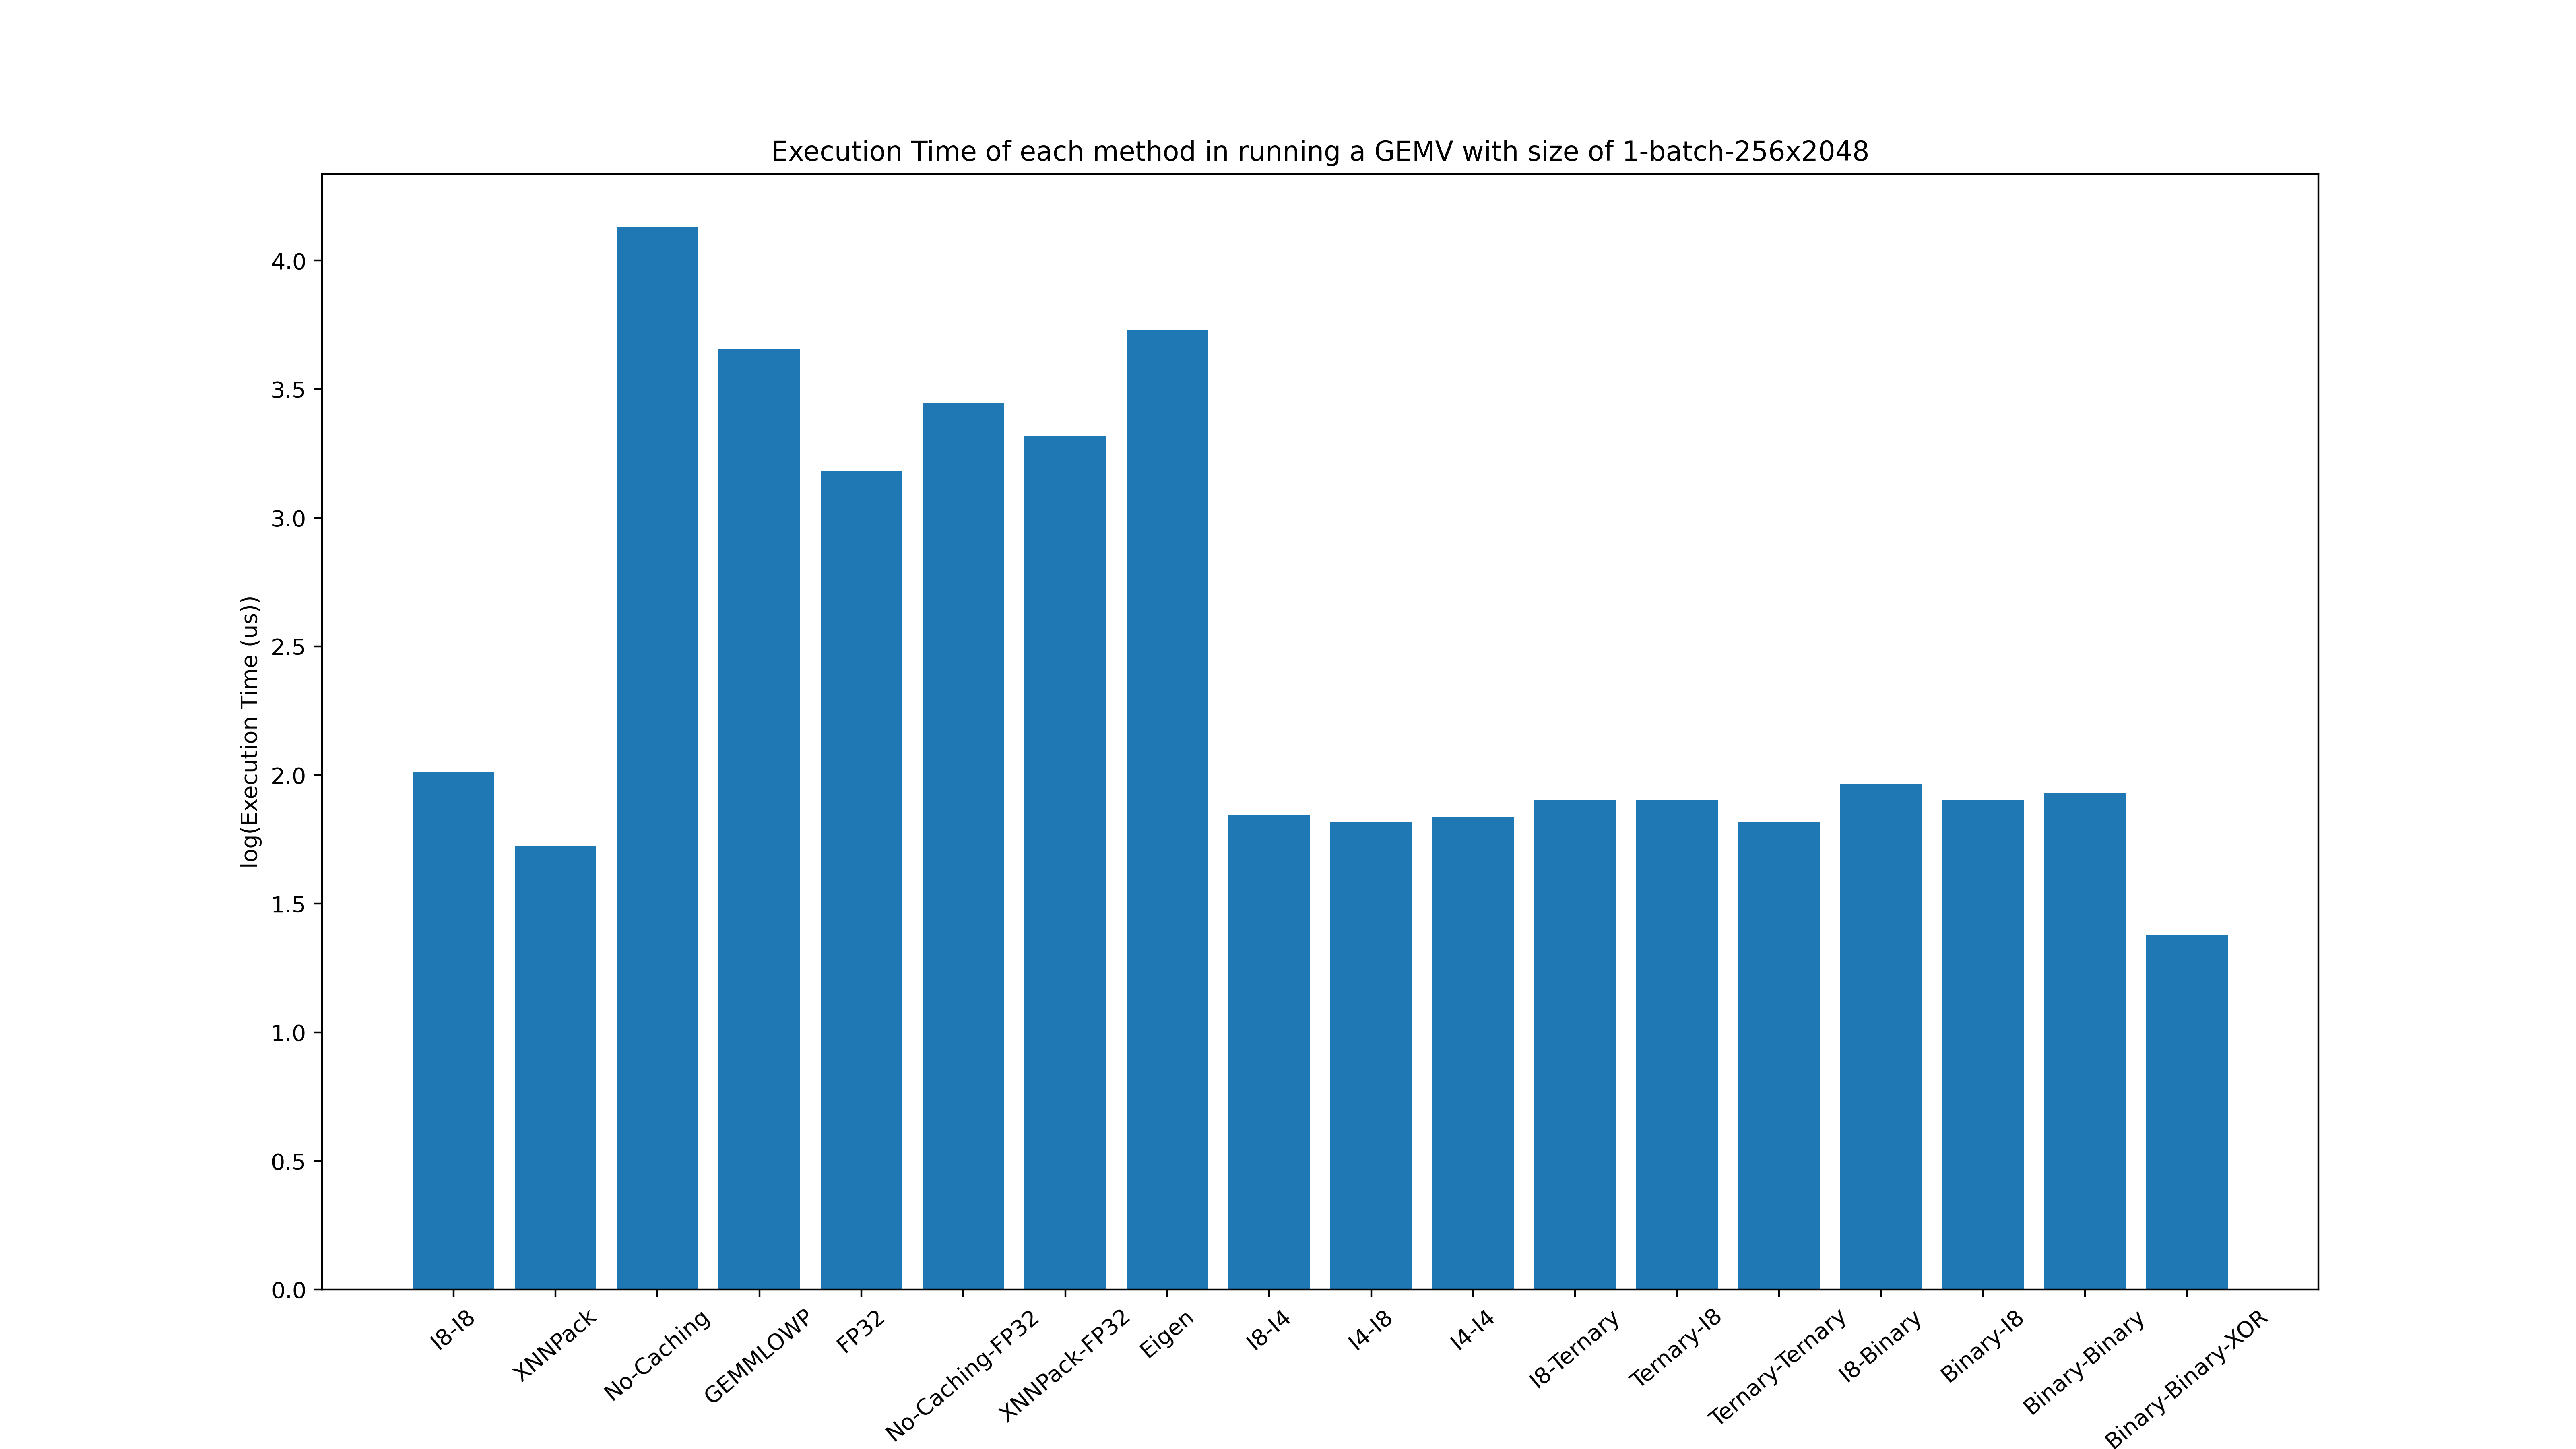 Execution Time of each method in running a GEMV with size of 1-batch-256x2048
log(Execution Time (us))
4.0
3.5
3.0
2.5
2.0
1.5
1.0
0.5
0.0
I8-I8
XNNPack
No-Caching
GEMMLOWP
FP32
No-Caching-FP32
XNNPack-FP32
Eigen
I8-I4
I4-I8
I4-I4
I8-Ternary
Ternary-I8
Ternary-Ternary
I8-Binary
Binary-I8
Binary-Binary
Binary-Binary-XOR